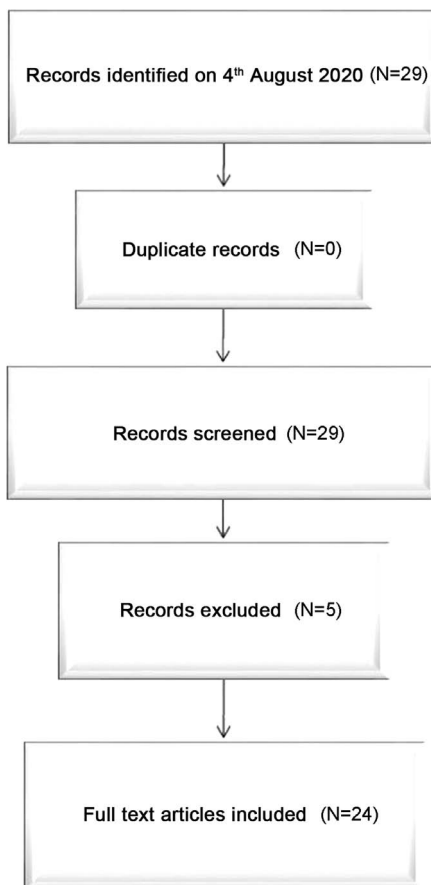 Records identified on 4th August 2020 (N=29)
Duplicate records (N=0)
Records screened (N=29)
Records excluded (N=5)
Full text articles included (N=24)